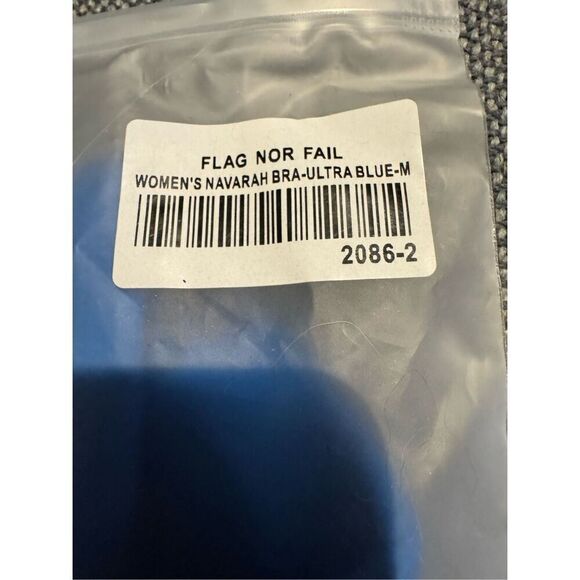 FLAG NOR FAIL
WOMEN'S NAVARAH BRA-ULTRA BLUE-M
2086-2